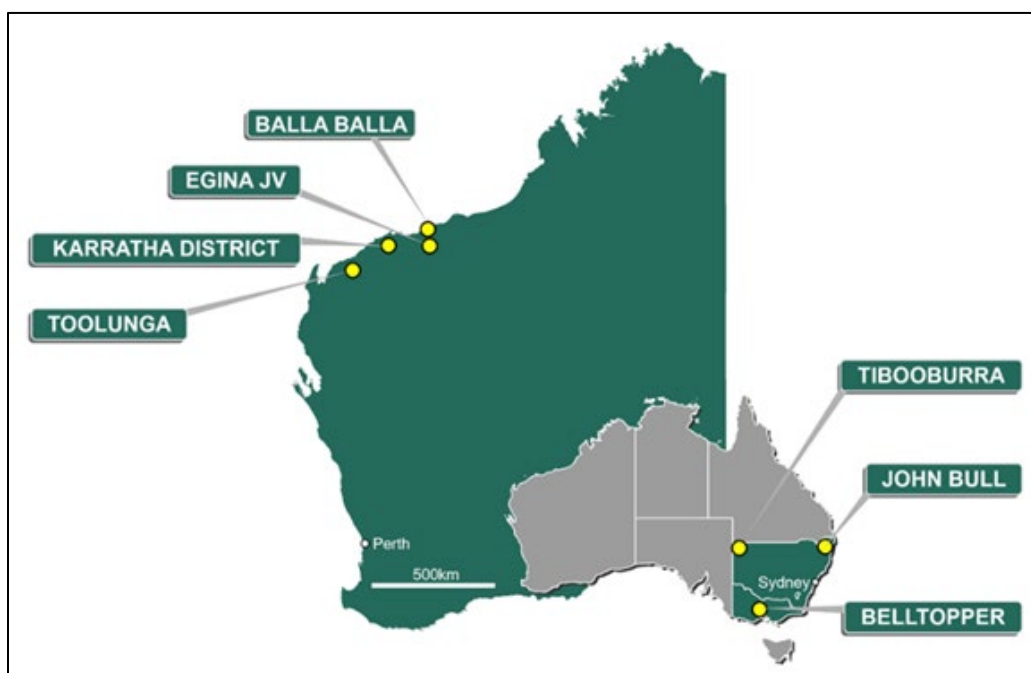 BALLA BALLA
EGINA JV
KARRATHA DISTRICT
TOOLUNGA
TIBOOBURRA
JOHN BULL
Perth
500km
Sydney
BELLTOPPER